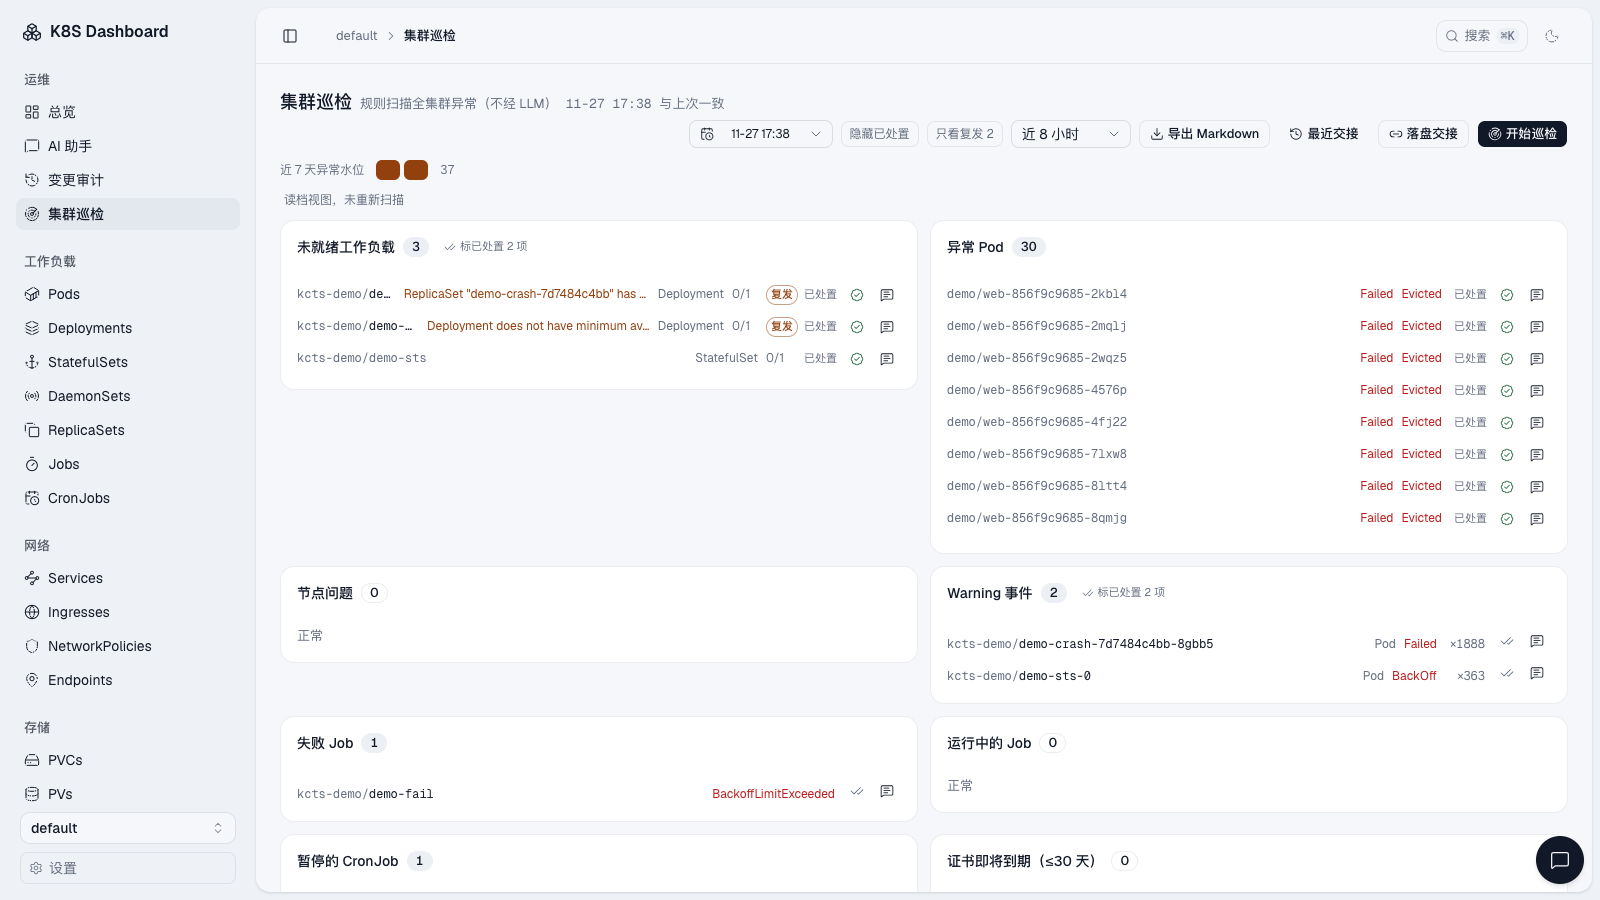 K8S Dashboard
运维
总览
AI 助手
变更审计
集群巡检
工作负载
Pods
Deployments
StatefulSets
DaemonSets
ReplicaSets
Jobs
CronJobs
网络
Services
Ingresses
NetworkPolicies
Endpoints
存储
PVCs
PVs
default
设置
default > 集群巡检
搜索 ⌘K
集群巡检 规则扫描全集群异常（不经 LLM） 11-27 17:38 与上次一致
11-27 17:38 隐藏已处置 只看复发 2 近 8 小时 导出 Markdown 最近交接 落盘交接 开始巡检
近 7 天异常水位 37
读档视图，未重新扫描
未就绪工作负载 3 标已处置 2 项
kcts-demo/de... ReplicaSet "demo-crash-7d7484c4bb" has ... Deployment 0/1 复发 已处置
kcts-demo/demo-... Deployment does not have minimum av... Deployment 0/1 复发 已处置
kcts-demo/demo-sts StatefulSet 0/1 已处置
异常 Pod 30
demo/web-856f9c9685-2kbl4 Failed Evicted 已处置
demo/web-856f9c9685-2mqlj Failed Evicted 已处置
demo/web-856f9c9685-2wqz5 Failed Evicted 已处置
demo/web-856f9c9685-4576p Failed Evicted 已处置
demo/web-856f9c9685-4fj22 Failed Evicted 已处置
demo/web-856f9c9685-7lxw8 Failed Evicted 已处置
demo/web-856f9c9685-8ltt4 Failed Evicted 已处置
demo/web-856f9c9685-8qmjg Failed Evicted 已处置
节点问题 0
正常
Warning 事件 2 标已处置 2 项
kcts-demo/demo-crash-7d7484c4bb-8gbb5 Pod Failed ×1888
kcts-demo/demo-sts-0 Pod BackOff ×363
失败 Job 1
kcts-demo/demo-fail BackoffLimitExceeded
运行中的 Job 0
正常
暂停的 CronJob 1
证书即将到期（≤30 天） 0